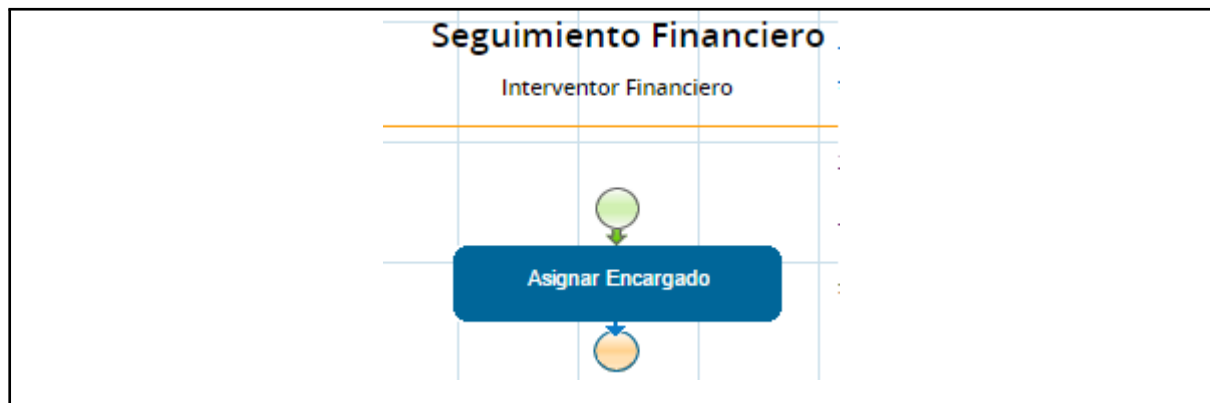 Seguimiento Financiero
Interventor Financiero
Asignar Encargado